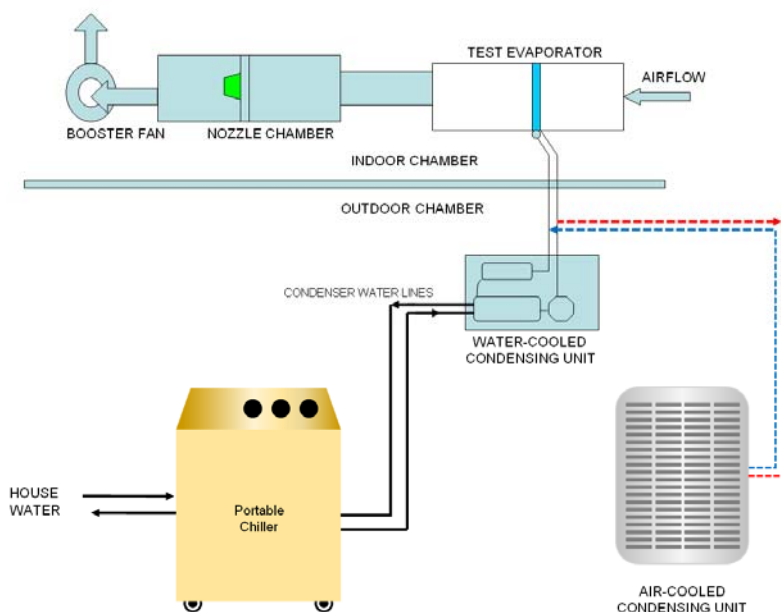 TEST EVAPORATOR
AIRFLOW
BOOSTER FAN
NOZZLE CHAMBER
INDOOR CHAMBER
OUTDOOR CHAMBER
CONDENSER WATER LINES
WATER-COOLED
CONDENSING UNIT
HOUSE
WATER
Portable
Chiller
AIR-COOLED
CONDENSING UNIT